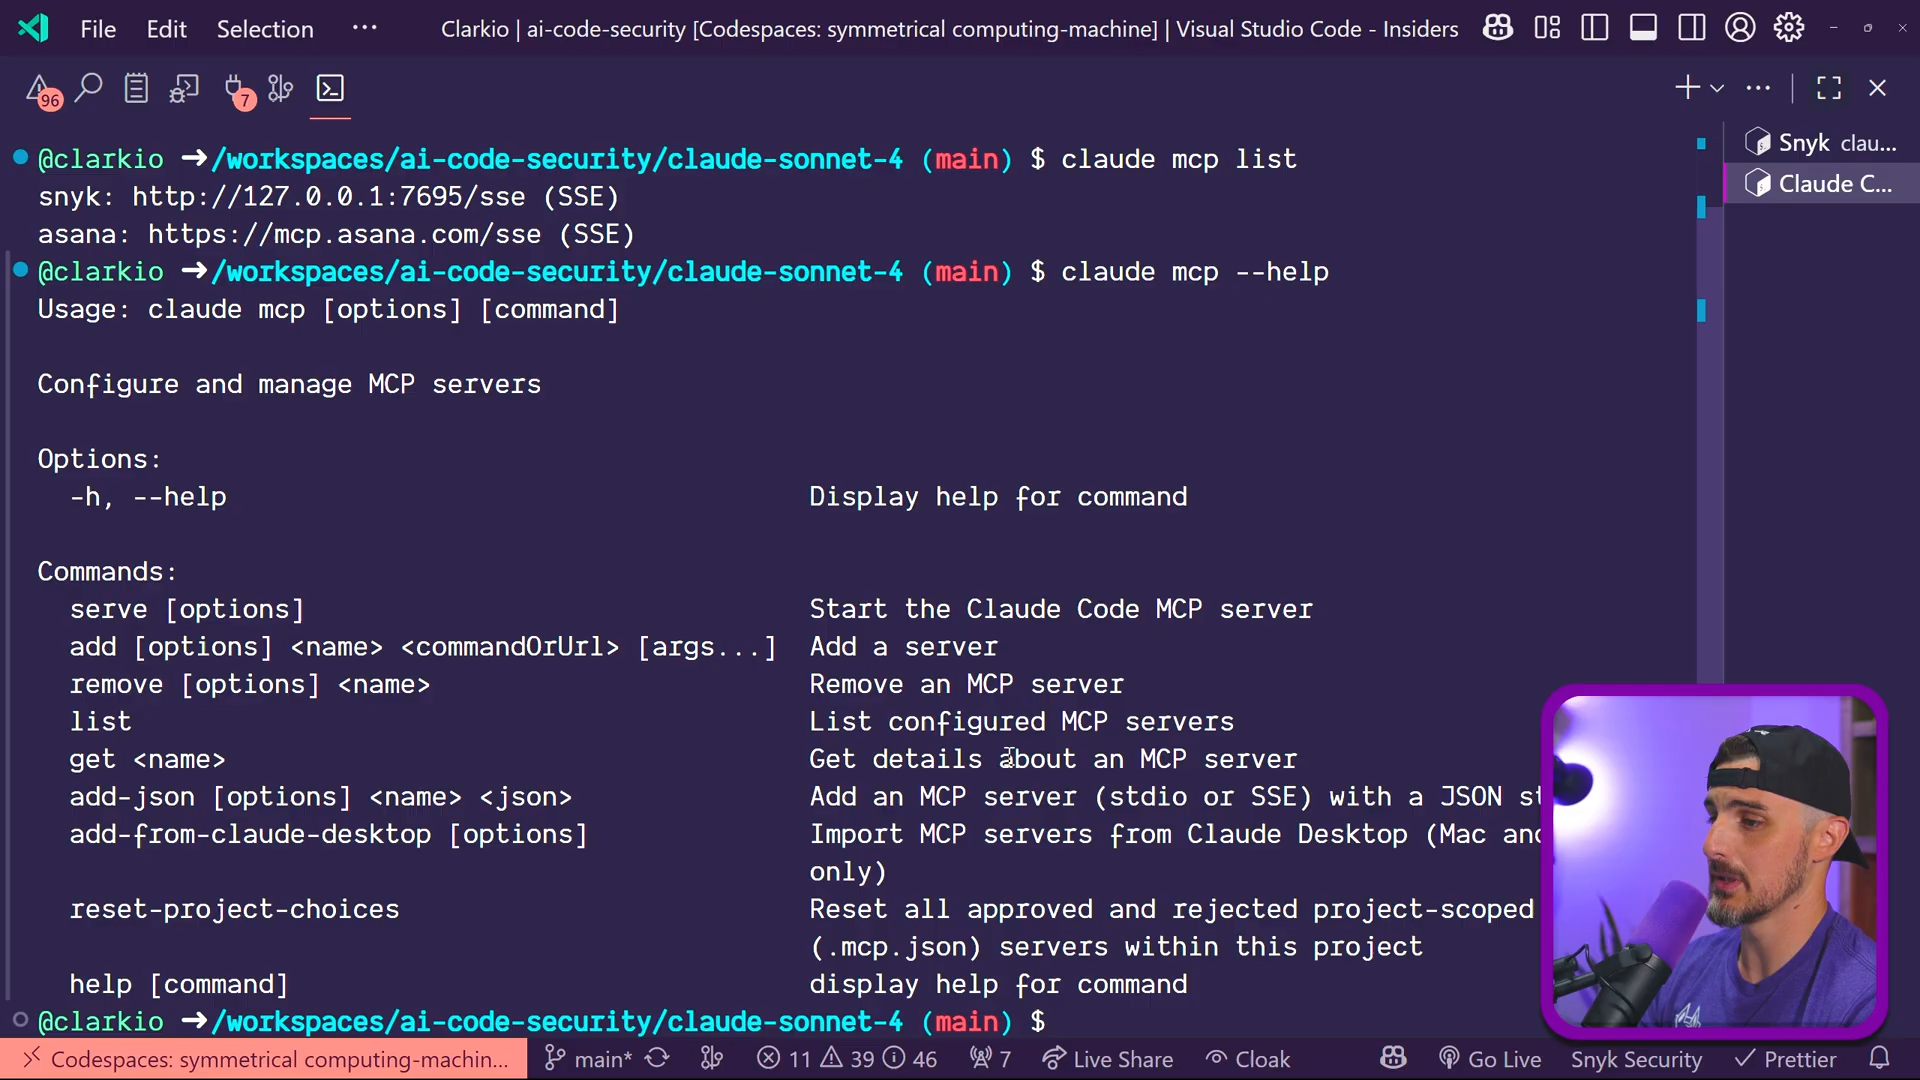 File Edit Selection ··· Clarkio | ai-code-security [Codespaces: symmetrical computing-machine] | Visual Studio Code - Insiders
96 7
@clarkio ➜/workspaces/ai-code-security/claude-sonnet-4 (main) $ claude mcp list
snyk: http://127.0.0.1:7695/sse (SSE)
asana: https://mcp.asana.com/sse (SSE)
@clarkio ➜/workspaces/ai-code-security/claude-sonnet-4 (main) $ claude mcp --help
Usage: claude mcp [options] [command]
Configure and manage MCP servers
Options:
-h, --help Display help for command
Commands:
serve [options] Start the Claude Code MCP server
add [options] <name> <commandOrUrl> [args...] Add a server
remove [options] <name> Remove an MCP server
list List configured MCP servers
get <name> Get details about an MCP server
add-json [options] <name> <json> Add an MCP server (stdio or SSE) with a JSON st
add-from-claude-desktop [options] Import MCP servers from Claude Desktop (Mac and
only)
reset-project-choices Reset all approved and rejected project-scoped
(.mcp.json) servers within this project
help [command] display help for command
@clarkio ➜/workspaces/ai-code-security/claude-sonnet-4 (main) $
Snyk clau...
Claude C...
Codespaces: symmetrical computing-machin... main* 11 39 46 7 Live Share Cloak Go Live Snyk Security Prettier